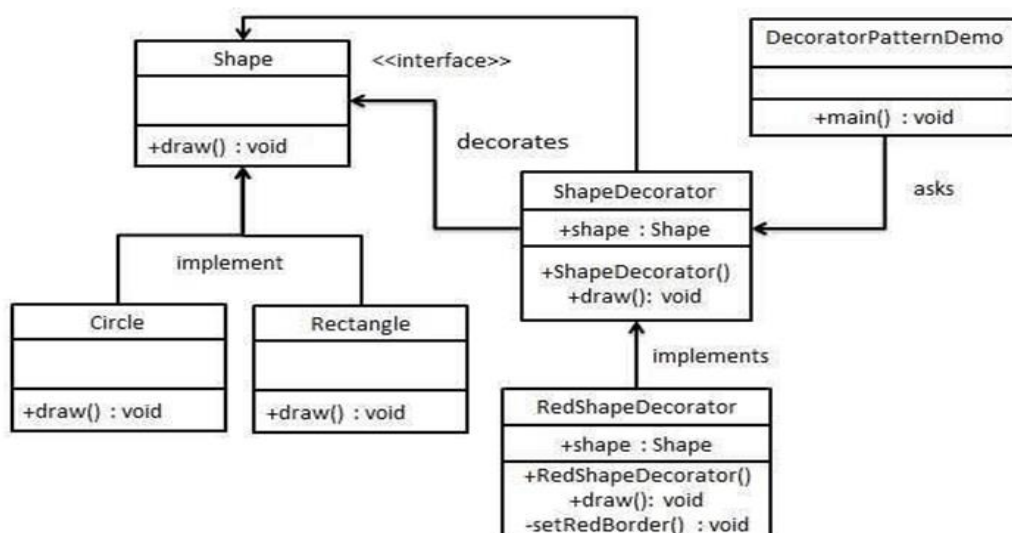 Shape
+draw() : void
<<interface>>
decorates
DecoratorPatternDemo
+main() : void
asks
ShapeDecorator
+shape : Shape
+ShapeDecorator()
+draw(): void
implement
Circle
+draw() : void
Rectangle
+draw() : void
implements
RedShapeDecorator
+shape : Shape
+RedShapeDecorator()
+draw(): void
-setRedBorder() : void